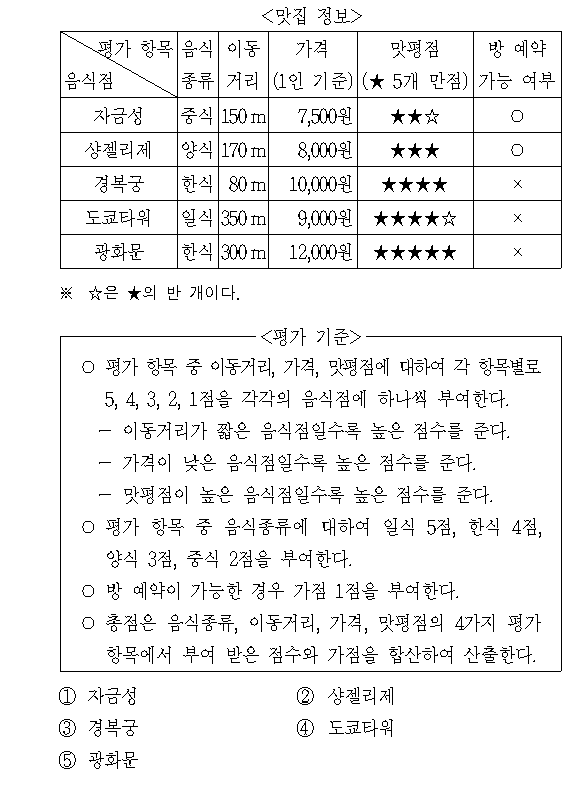 <맛집 정보>
평가 항목 음식 이동 가격 맛평점 방 예약
음식점 종류 거리 (1인 기준) (★ 5개 만점) 가능 여부
자금성 중식 150 m 7,500원 ★★☆ ○
샹젤리제 양식 170 m 8,000원 ★★★ ○
경복궁 한식 80 m 10,000원 ★★★★ ×
도쿄타워 일식 350 m 9,000원 ★★★★☆ ×
광화문 한식 300 m 12,000원 ★★★★★ ×
※ ☆은 ★의 반 개이다.
<평가 기준>
○ 평가 항목 중 이동거리, 가격, 맛평점에 대하여 각 항목별로
5, 4, 3, 2, 1점을 각각의 음식점에 하나씩 부여한다.
- 이동거리가 짧은 음식점일수록 높은 점수를 준다.
- 가격이 낮은 음식점일수록 높은 점수를 준다.
- 맛평점이 높은 음식점일수록 높은 점수를 준다.
○ 평가 항목 중 음식종류에 대하여 일식 5점, 한식 4점,
양식 3점, 중식 2점을 부여한다.
○ 방 예약이 가능한 경우 가점 1점을 부여한다.
○ 총점은 음식종류, 이동거리, 가격, 맛평점의 4가지 평가
항목에서 부여 받은 점수와 가점을 합산하여 산출한다.
① 자금성 ② 샹젤리제
③ 경복궁 ④ 도쿄타워
⑤ 광화문